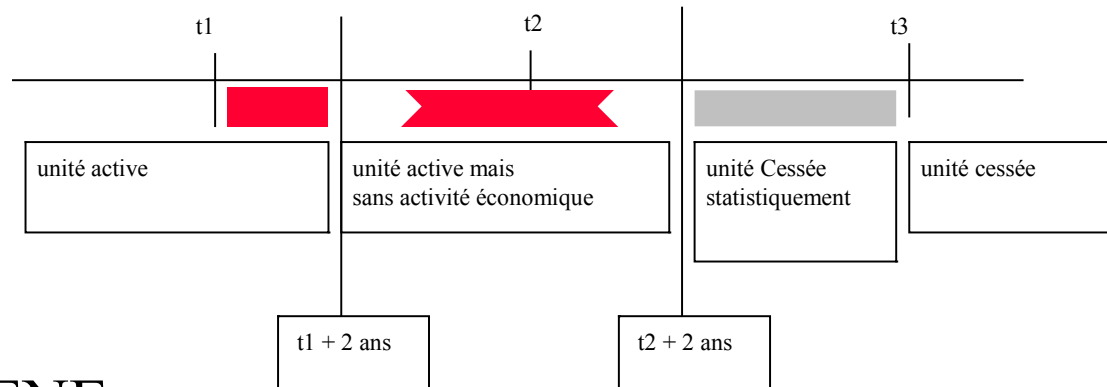 t1
t2
t3
unité active
unité active mais
sans activité économique
unité Cessée
statistiquement
unité cessée
t1 + 2 ans
t2 + 2 ans